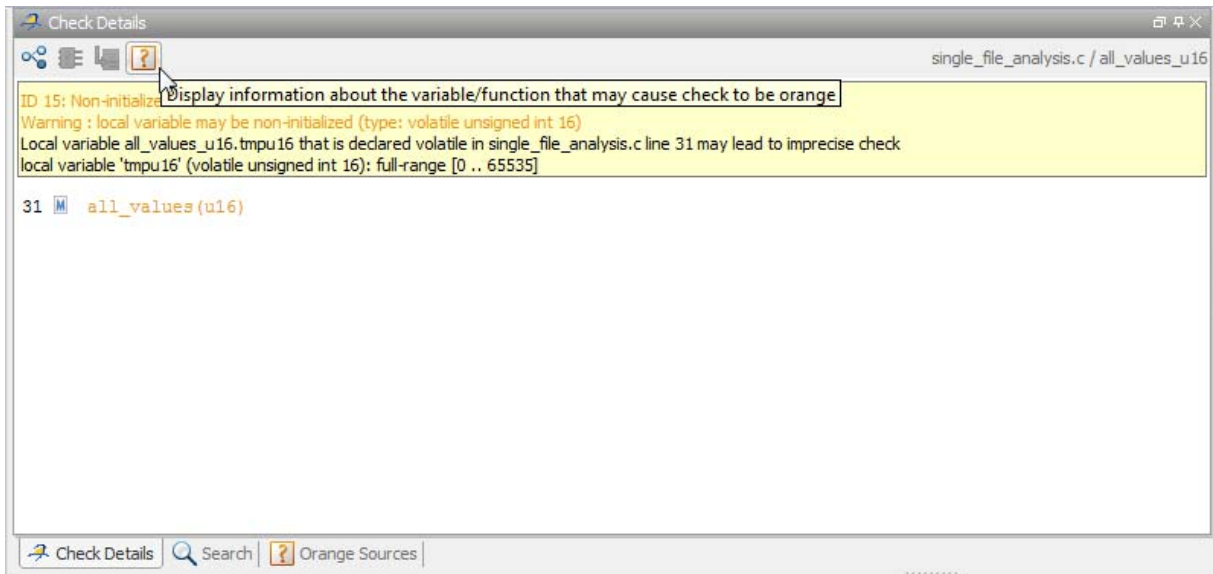 Check Details
single_file_analysis.c / all_values_u16
Display information about the variable/function that may cause check to be orange
ID 15: Non-initialize
Warning : local variable may be non-initialized (type: volatile unsigned int 16)
Local variable all_values_u16.tmpu16 that is declared volatile in single_file_analysis.c line 31 may lead to imprecise check
local variable 'tmpu16' (volatile unsigned int 16): full-range [0 .. 65535]
31 M all_values(u16)
Check Details Search ? Orange Sources